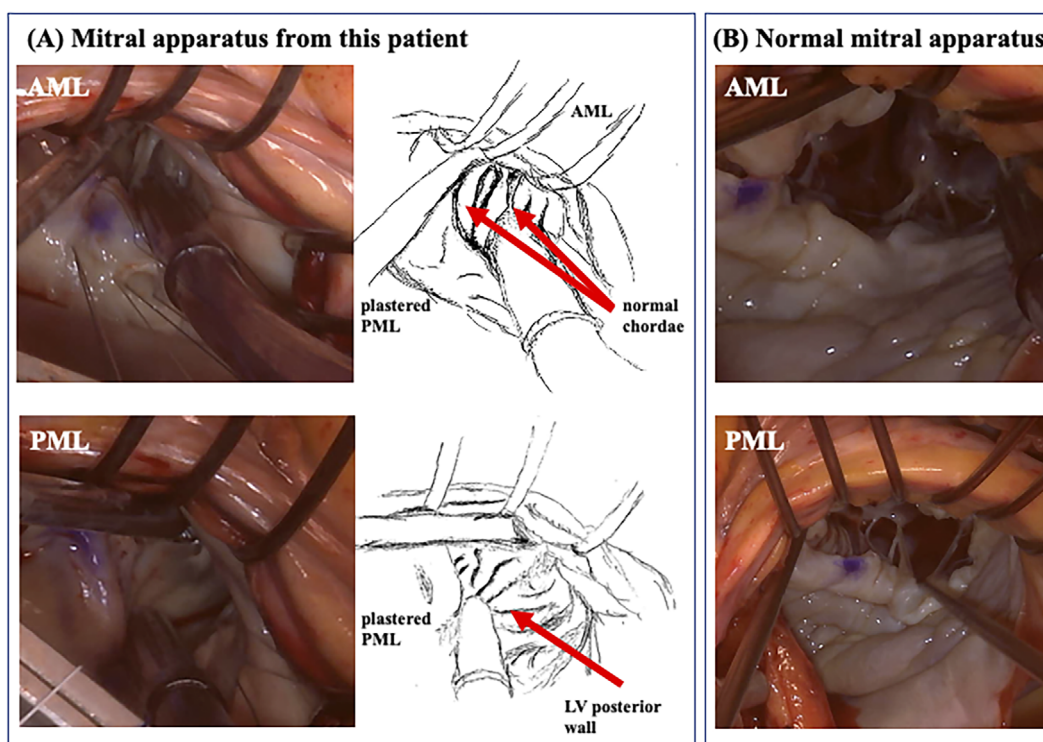 (A) Mitral apparatus from this patient
AML
AML
plastered
PML
normal
chordae
PML
plastered
PML
LV posterior
wall
(B) Normal mitral apparatus
AML
PML